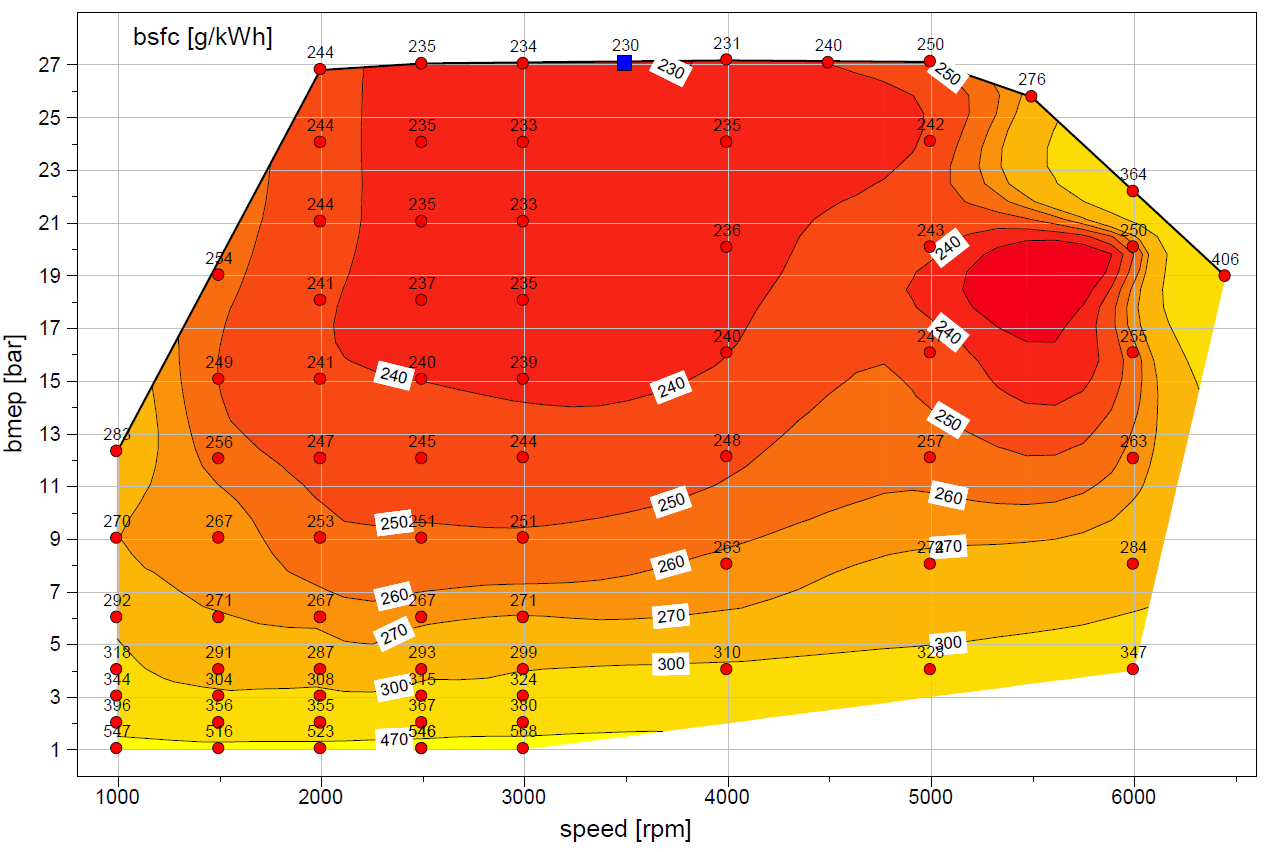 bsfc [g/kWh]
244 235 234 230 231 240 250
27 230 250
276
25 244 235 233 235 242
23
364
21 244 235 233
236 243 240 250
254
19 406
241 237 235
17 240
240 247 255
15 249 241 240 240 239 240
250
13 283
256 247 245 244 248 257 263
11 260
250
270 267 253 250 251 251
9 263 274 270 284
260
7 260
292 271 267 267 271 270
270
5 300
318 291 287 293 299 300 310 328 347
344 304 308 300 315 324
3
396 356 355 367 380
547 516 523 470 546 568
1
1000 2000 3000 4000 5000 6000
speed [rpm]
bmep [bar]